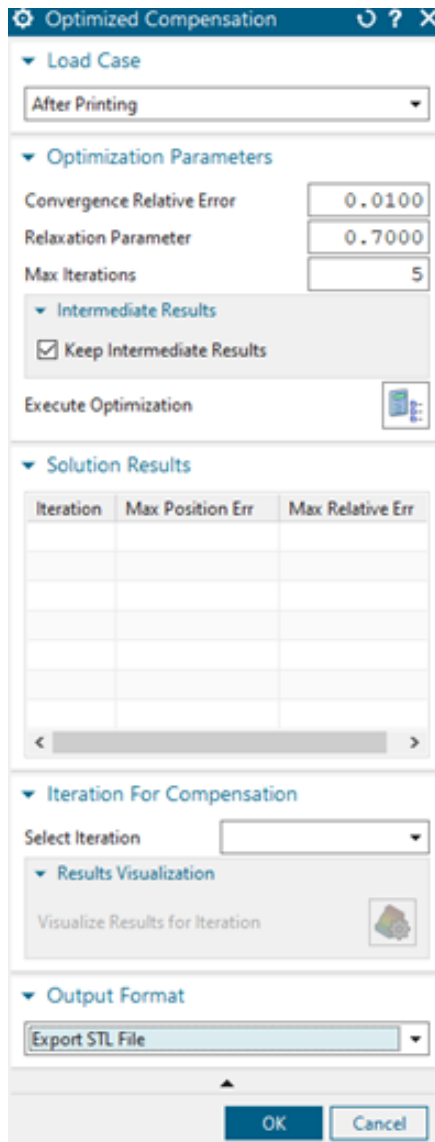 Optimized Compensation ?
Load Case
After Printing
Optimization Parameters
Convergence Relative Error 0.0100
Relaxation Parameter 0.7000
Max Iterations 5
Intermediate Results
Keep Intermediate Results
Execute Optimization
Solution Results
Iteration Max Position Err Max Relative Err
Iteration For Compensation
Select Iteration
Results Visualization
Visualize Results for Iteration
Output Format
Export STL File
OK Cancel